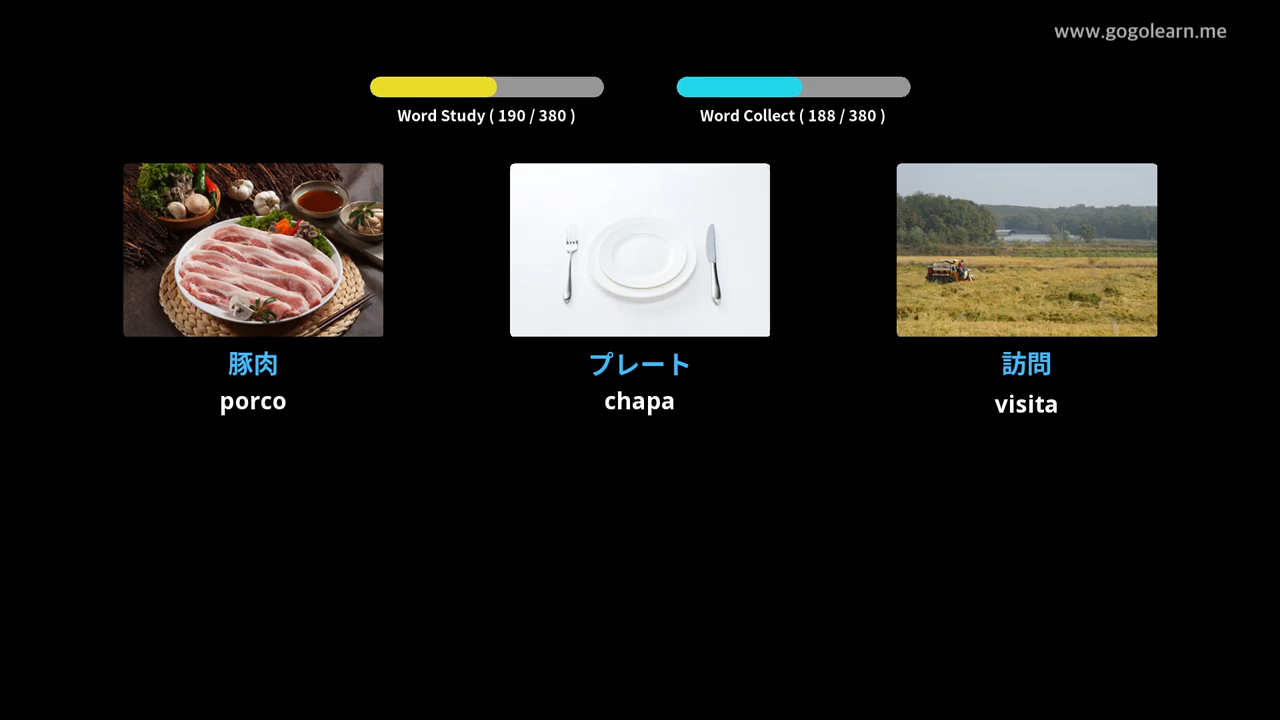 www.gogolearn.me
Word Study ( 190 / 380 )
Word Collect ( 188 / 380 )
豚肉
porco
プレート
chapa
訪問
visita